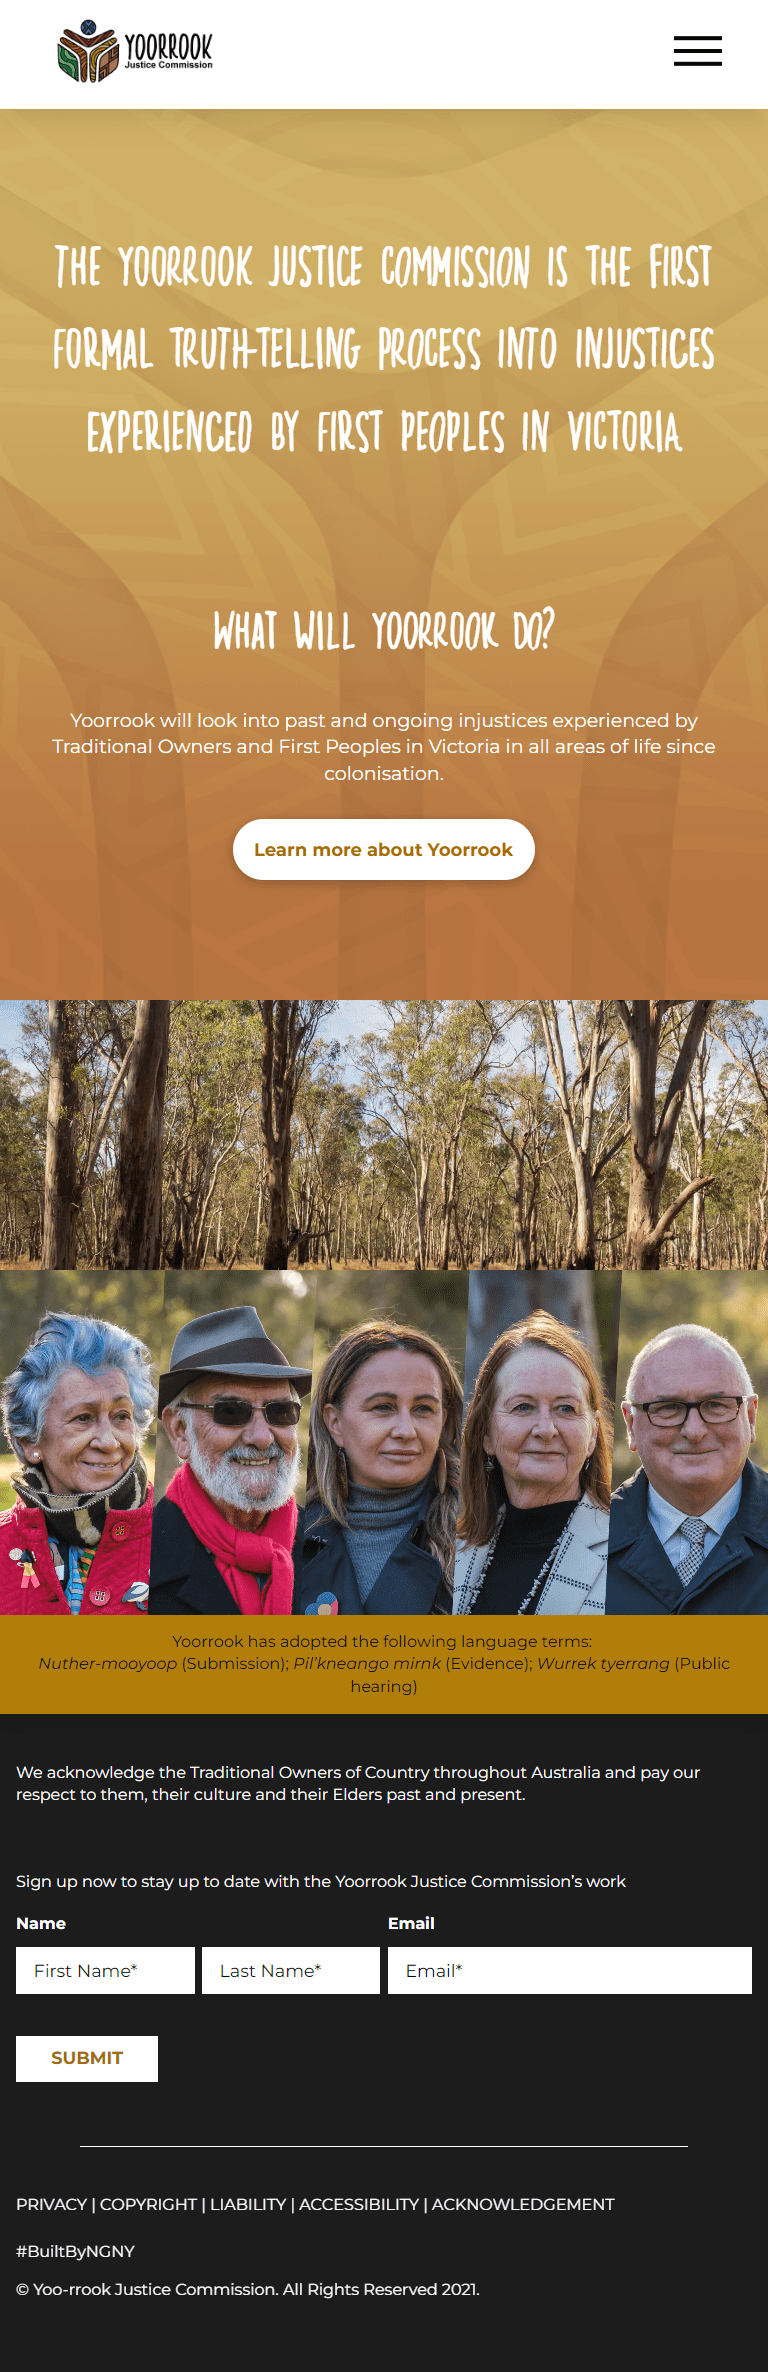 YOORROOK
Justice Commission
THE YOORROOK JUSTICE COMMISSION IS THE FIRST
FORMAL TRUTH-TELLING PROCESS INTO INJUSTICES
EXPERIENCED BY FIRST PEOPLES IN VICTORIA
WHAT WILL YOORROOK DO?
Yoorrook will look into past and ongoing injustices experienced by
Traditional Owners and First Peoples in Victoria in all areas of life since
colonisation.
Learn more about Yoorrook
Yoorrook has adopted the following language terms:
Nuther-mooyoop (Submission); Pil’kneango mirnk (Evidence); Wurrek tyerrang (Public
hearing)
We acknowledge the Traditional Owners of Country throughout Australia and pay our
respect to them, their culture and their Elders past and present.
Sign up now to stay up to date with the Yoorrook Justice Commission’s work
Name Email
First Name* Last Name* Email*
SUBMIT
PRIVACY | COPYRIGHT | LIABILITY | ACCESSIBILITY | ACKNOWLEDGEMENT
#BuiltByNGNY
© Yoo-rrook Justice Commission. All Rights Reserved 2021.